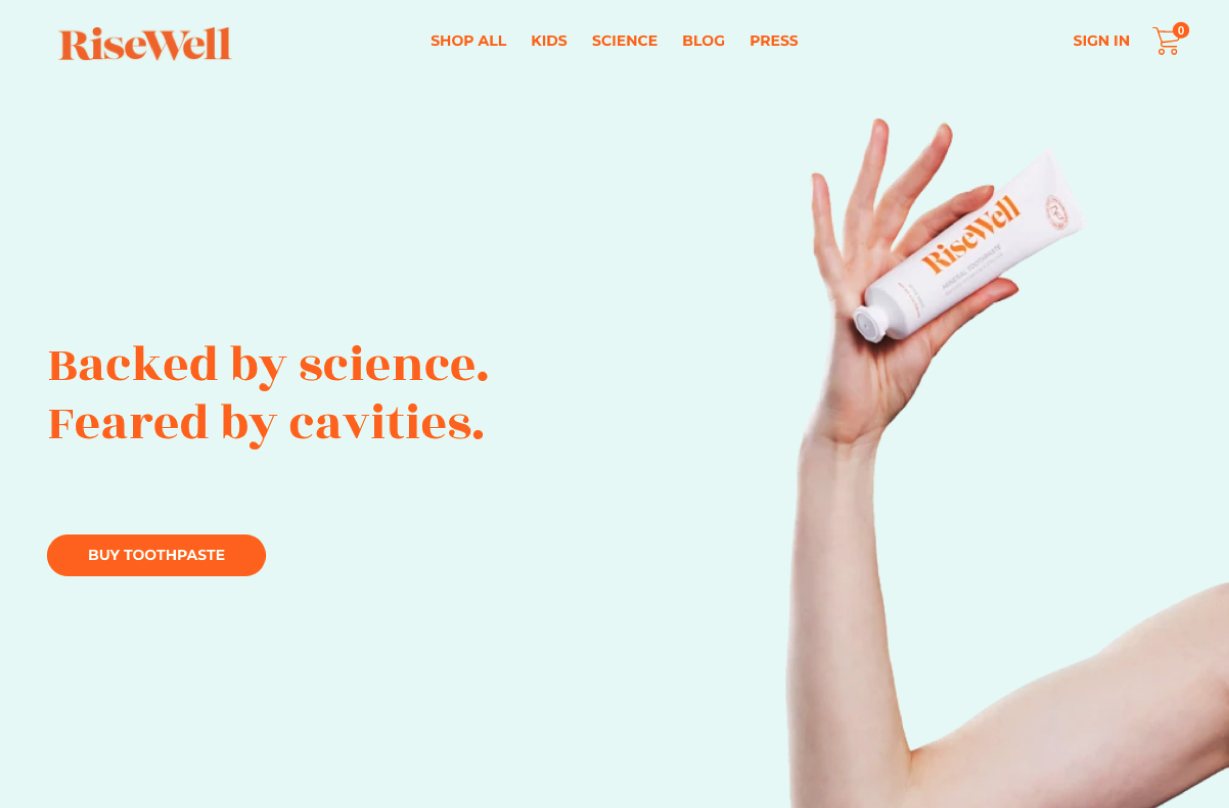 RiseWell
SHOP ALL KIDS SCIENCE BLOG PRESS
SIGN IN
0
RiseWell
MINERAL TOOTHPASTE
Backed by science.
Feared by cavities.
BUY TOOTHPASTE